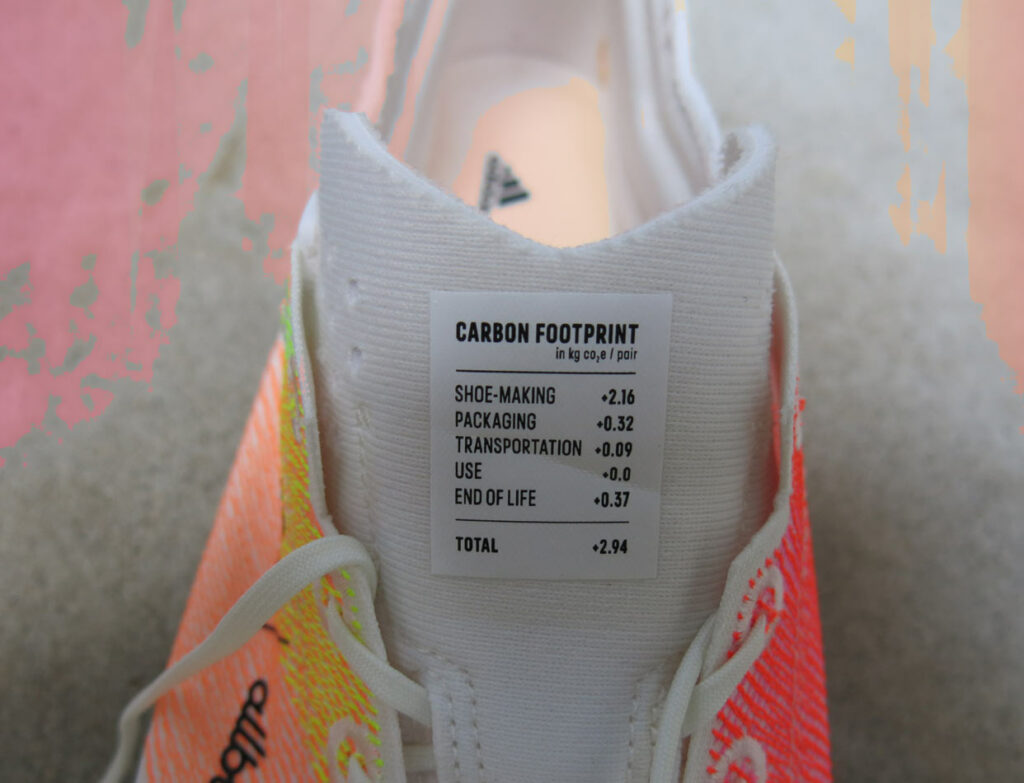 CARBON FOOTPRINT
in kg co₂e / pair
SHOE-MAKING +2.16
PACKAGING +0.32
TRANSPORTATION +0.09
USE +0.0
END OF LIFE +0.37
TOTAL +2.94